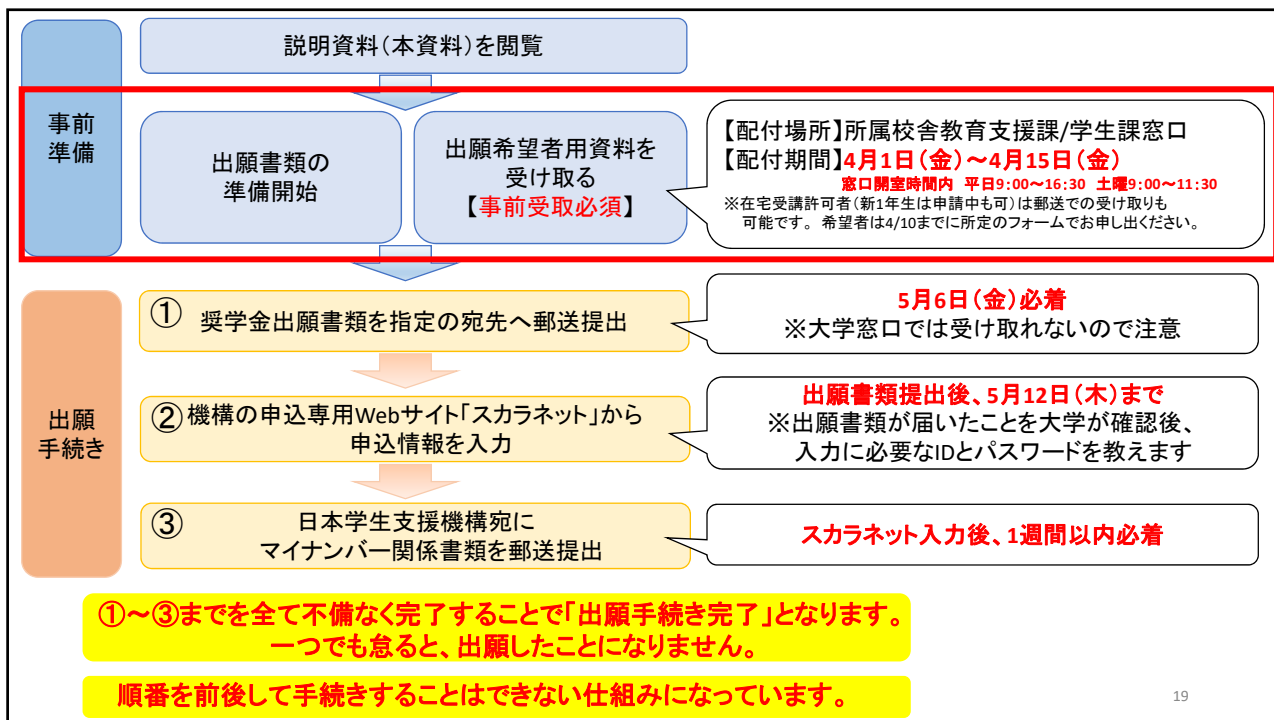 説明資料(本資料)を閲覧
事前
準備
出願書類の
準備開始
出願希望者用資料を
受け取る
【事前受取必須】
【配付場所】所属校舎教育支援課/学生課窓口
【配付期間】4月1日(金)~4月15日(金)
窓口開室時間内 平日9:00~16:30 土曜9:00~11:30
※在宅受講許可者(新1年生は申請中も可)は郵送での受け取りも
可能です。 希望者は4/10までに所定のフォームでお申し出ください。
出願
手続き
① 奨学金出願書類を指定の宛先へ郵送提出
5月6日(金)必着
※大学窓口では受け取れないので注意
② 機構の申込専用Webサイト「スカラネット」から
申込情報を入力
出願書類提出後、5月12日(木)まで
※出願書類が届いたことを大学が確認後、
入力に必要なIDとパスワードを教えます
③ 日本学生支援機構宛に
マイナンバー関係書類を郵送提出
スカラネット入力後、1週間以内必着
①~③までを全て不備なく完了することで「出願手続き完了」となります。
一つでも怠ると、出願したことになりません。
順番を前後して手続きすることはできない仕組みになっています。
19